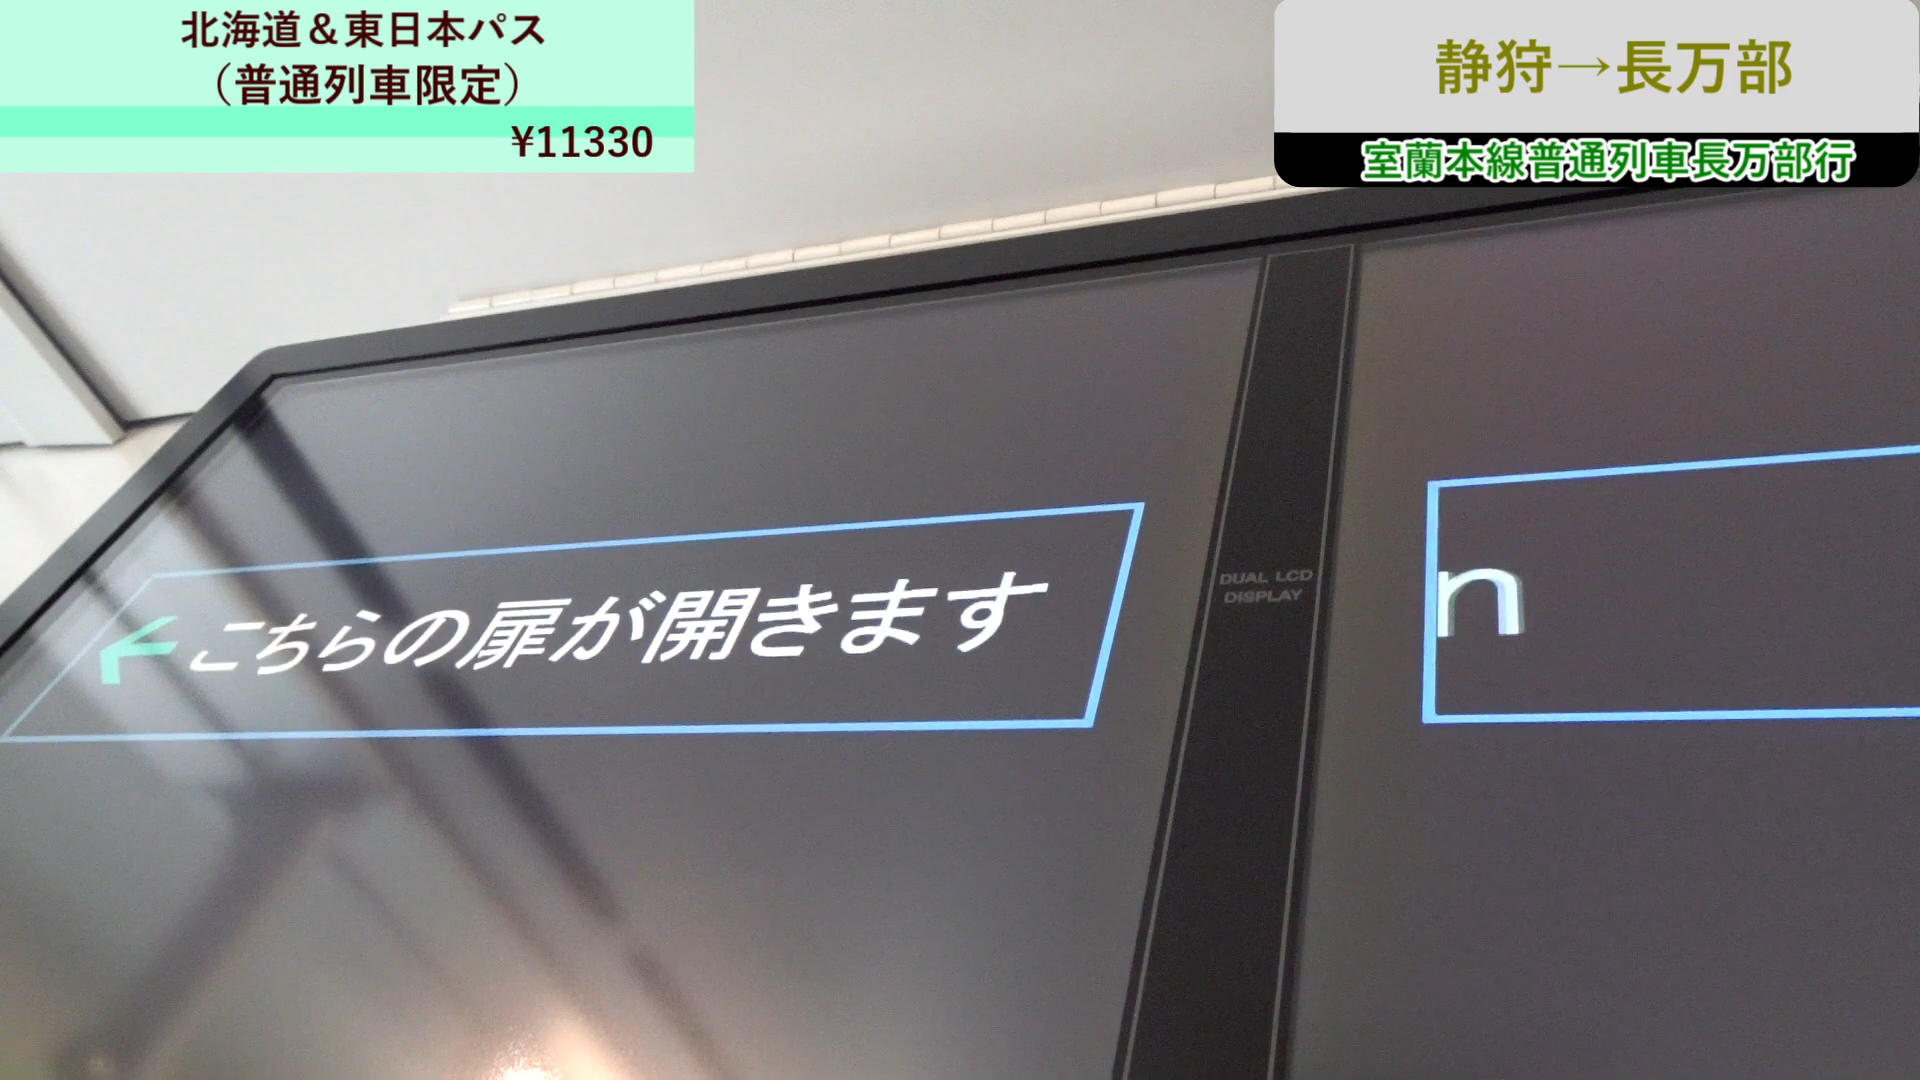 北海道＆東日本パス
（普通列車限定）
¥11330
静狩→長万部
室蘭本線普通列車長万部行
←こちらの扉が開きます
DUAL LCD
DISPLAY
n